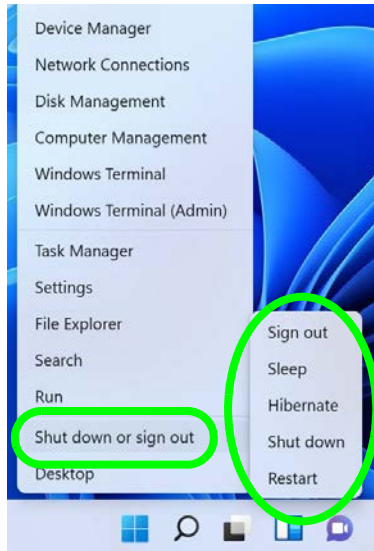 Device Manager
Network Connections
Disk Management
Computer Management
Windows Terminal
Windows Terminal (Admin)
Task Manager
Settings
File Explorer
Search
Run
Shut down or sign out
Desktop
Sign out
Sleep
Hibernate
Shut down
Restart